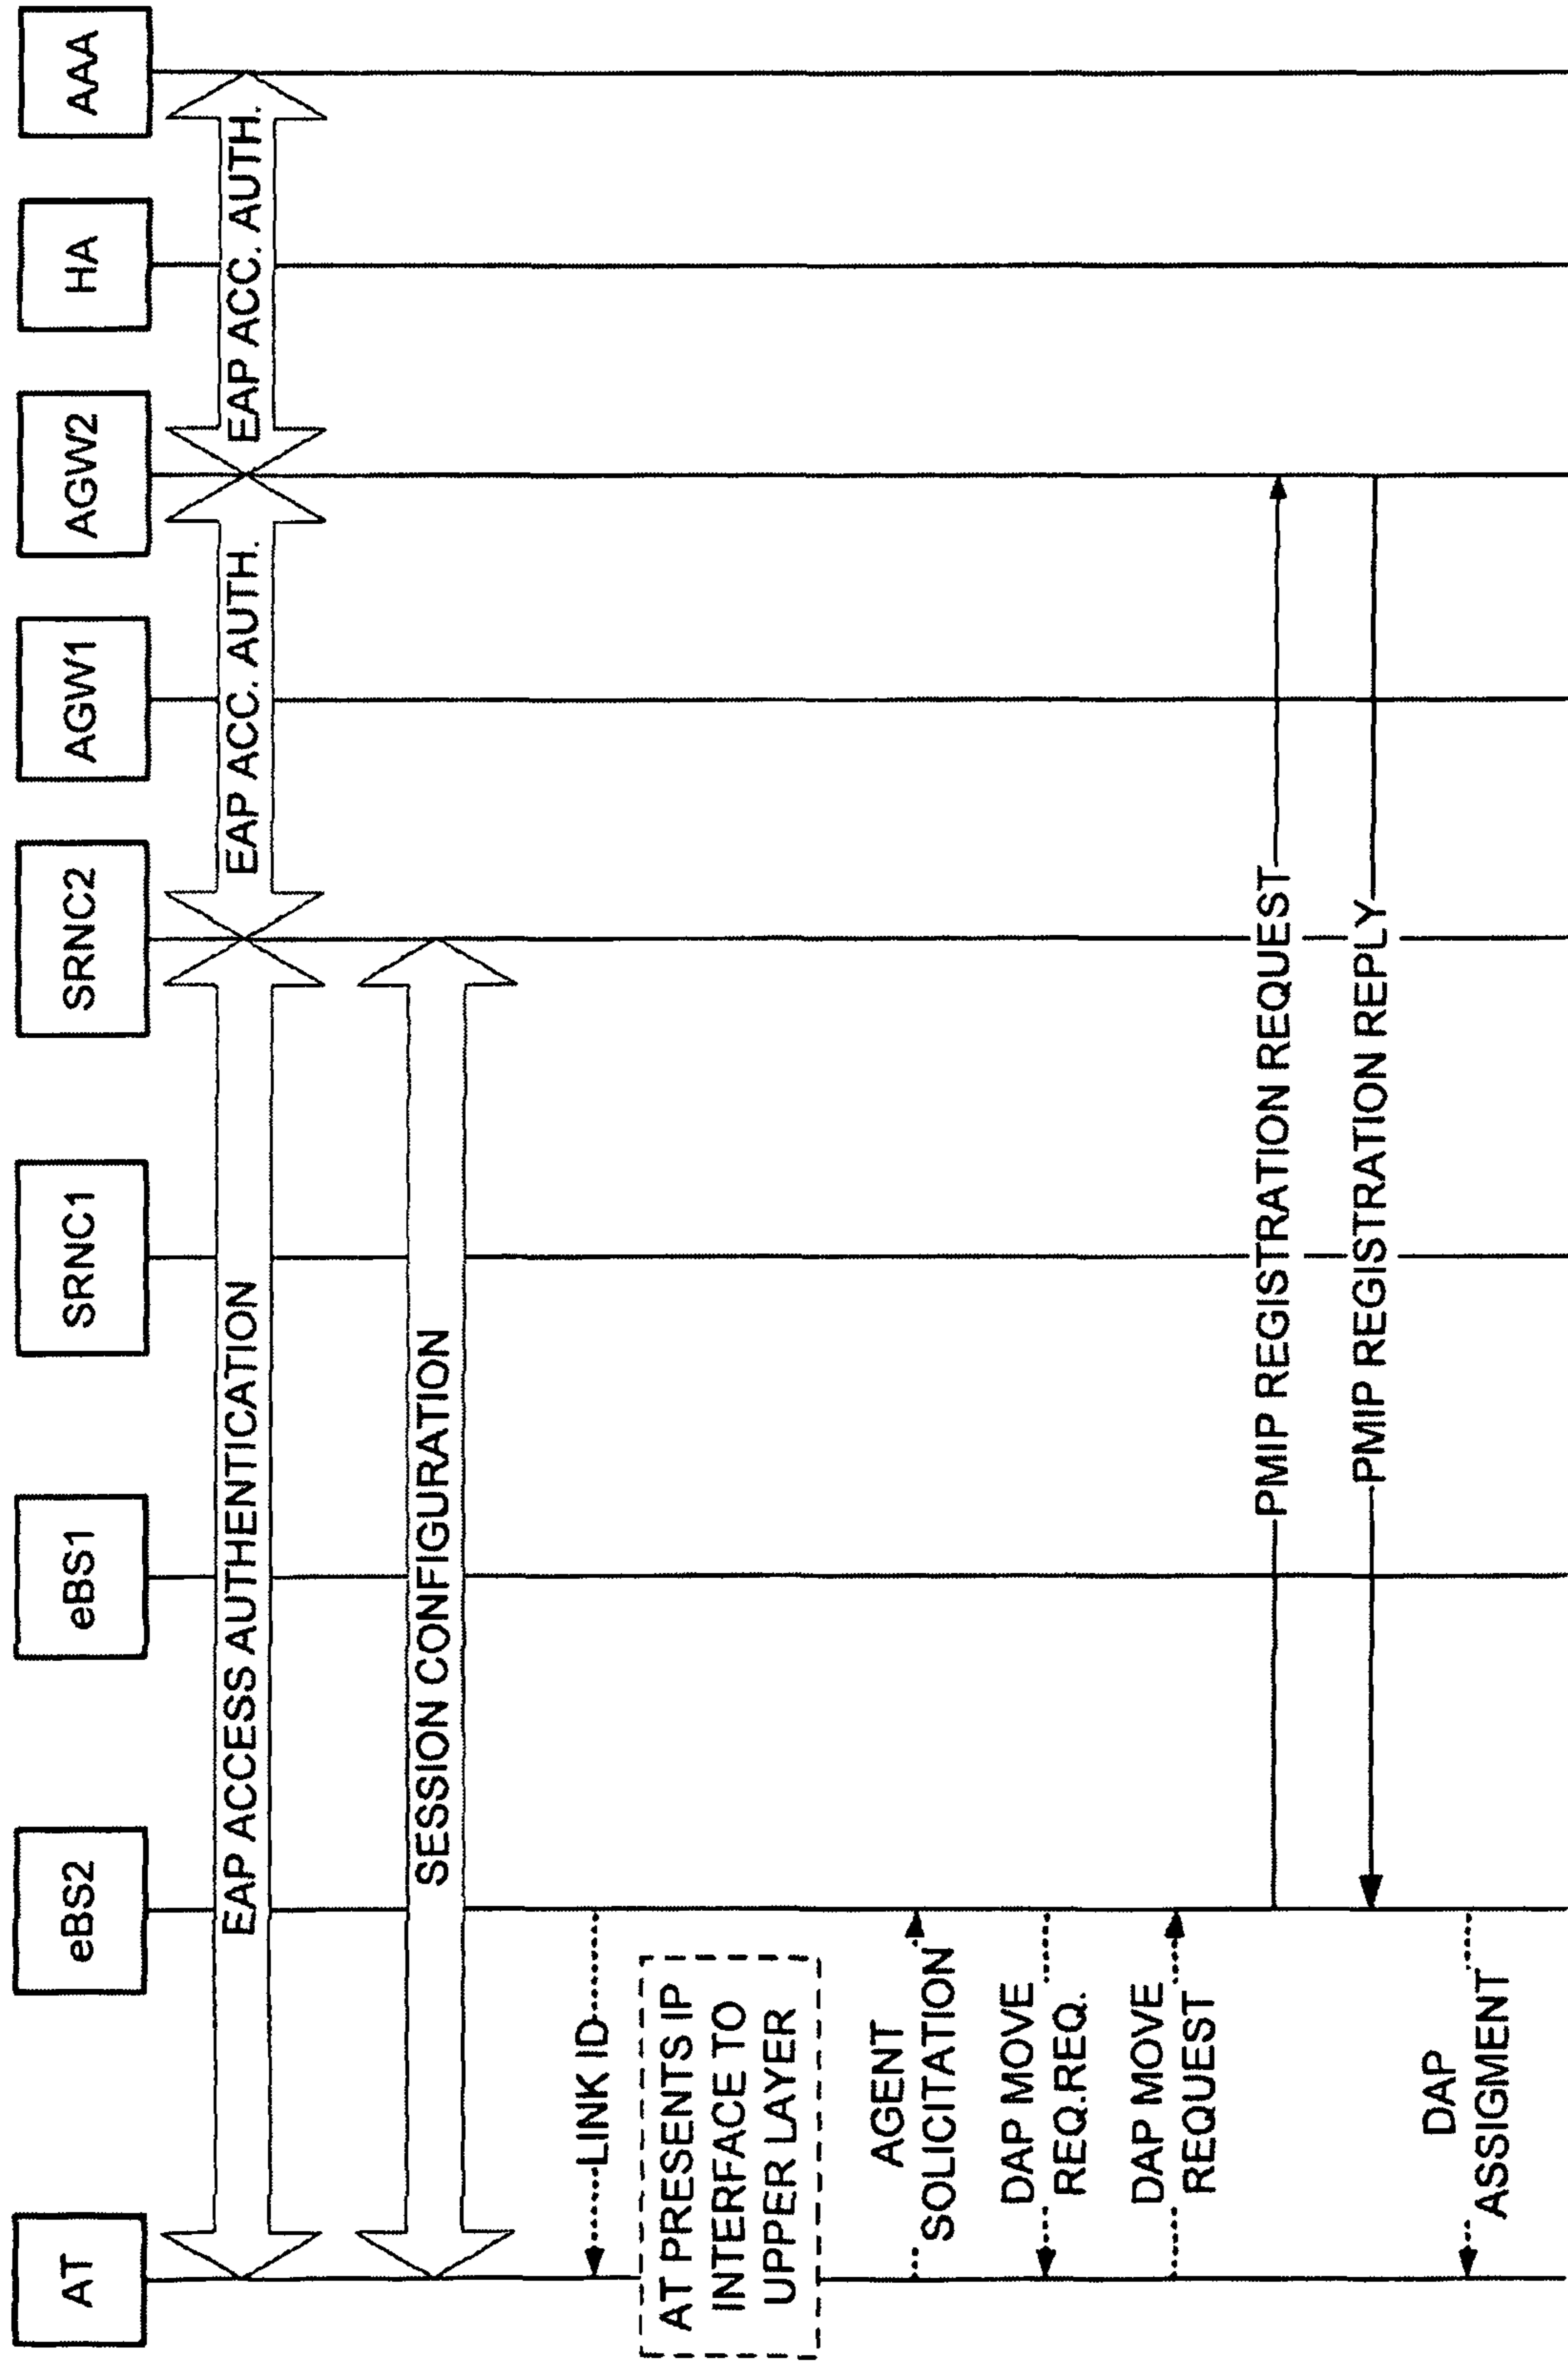 AT
eBS2
eBS1
SRNC1
SRNC2
AGW1
AGW2
HA
AAA
EAP ACCESS AUTHENTICATION
EAP ACC. AUTH.
EAP ACC. AUTH.
SESSION CONFIGURATION
LINK ID
AT PRESENTS IP
INTERFACE TO
UPPER LAYER
AGENT
SOLICITATION
DAP MOVE
REQ.REQ.
DAP MOVE
REQUEST
PMIP REGISTRATION REQUEST
PMIP REGISTRATION REPLY
DAP
ASSIGMENT